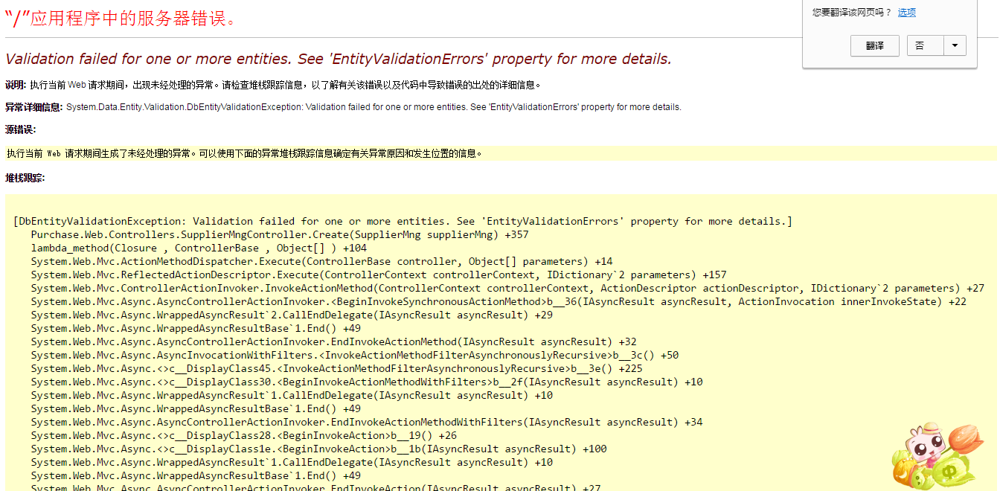 “/”应用程序中的服务器错误。
您要翻译该网页吗？ 选项
翻译 否
Validation failed for one or more entities. See 'EntityValidationErrors' property for more details.
说明: 执行当前 Web 请求期间，出现未经处理的异常。请检查堆栈跟踪信息，以了解有关该错误以及代码中导致错误的出处的详细信息。
异常详细信息: System.Data.Entity.Validation.DbEntityValidationException: Validation failed for one or more entities. See 'EntityValidationErrors' property for more details.
源错误:
执行当前 Web 请求期间生成了未经处理的异常。可以使用下面的异常堆栈跟踪信息确定有关异常原因和发生位置的信息。
堆栈跟踪:
[DbEntityValidationException: Validation failed for one or more entities. See 'EntityValidationErrors' property for more details.]
Purchase.Web.Controllers.SupplierMngController.Create(SupplierMng supplierMng) +357
lambda_method(Closure , ControllerBase , Object[] ) +104
System.Web.Mvc.ActionMethodDispatcher.Execute(ControllerBase controller, Object[] parameters) +14
System.Web.Mvc.ReflectedActionDescriptor.Execute(ControllerContext controllerContext, IDictionary`2 parameters) +157
System.Web.Mvc.ControllerActionInvoker.InvokeActionMethod(ControllerContext controllerContext, ActionDescriptor actionDescriptor, IDictionary`2 parameters) +27
System.Web.Mvc.Async.AsyncControllerActionInvoker.<BeginInvokeSynchronousActionMethod>b__36(IAsyncResult asyncResult, ActionInvocation innerInvokeState) +22
System.Web.Mvc.Async.WrappedAsyncResult`2.CallEndDelegate(IAsyncResult asyncResult) +29
System.Web.Mvc.Async.WrappedAsyncResultBase`1.End() +49
System.Web.Mvc.Async.AsyncControllerActionInvoker.EndInvokeActionMethod(IAsyncResult asyncResult) +32
System.Web.Mvc.Async.AsyncInvocationWithFilters.<InvokeActionMethodFilterAsynchronouslyRecursive>b__3c() +50
System.Web.Mvc.Async.<>c__DisplayClass45.<InvokeActionMethodFilterAsynchronouslyRecursive>b__3e() +225
System.Web.Mvc.Async.<>c__DisplayClass30.<BeginInvokeActionMethodWithFilters>b__2f(IAsyncResult asyncResult) +10
System.Web.Mvc.Async.WrappedAsyncResult`1.CallEndDelegate(IAsyncResult asyncResult) +10
System.Web.Mvc.Async.WrappedAsyncResultBase`1.End() +49
System.Web.Mvc.Async.AsyncControllerActionInvoker.EndInvokeActionMethodWithFilters(IAsyncResult asyncResult) +34
System.Web.Mvc.Async.<>c__DisplayClass28.<BeginInvokeAction>b__19() +26
System.Web.Mvc.Async.<>c__DisplayClass1e.<BeginInvokeAction>b__1b(IAsyncResult asyncResult) +100
System.Web.Mvc.Async.WrappedAsyncResult`1.CallEndDelegate(IAsyncResult asyncResult) +10
System.Web.Mvc.Async.WrappedAsyncResultBase`1.End() +49
System.Web.Mvc.Async.AsyncControllerActionInvoker.EndInvokeAction(IAsyncResult asyncResult) +27
中